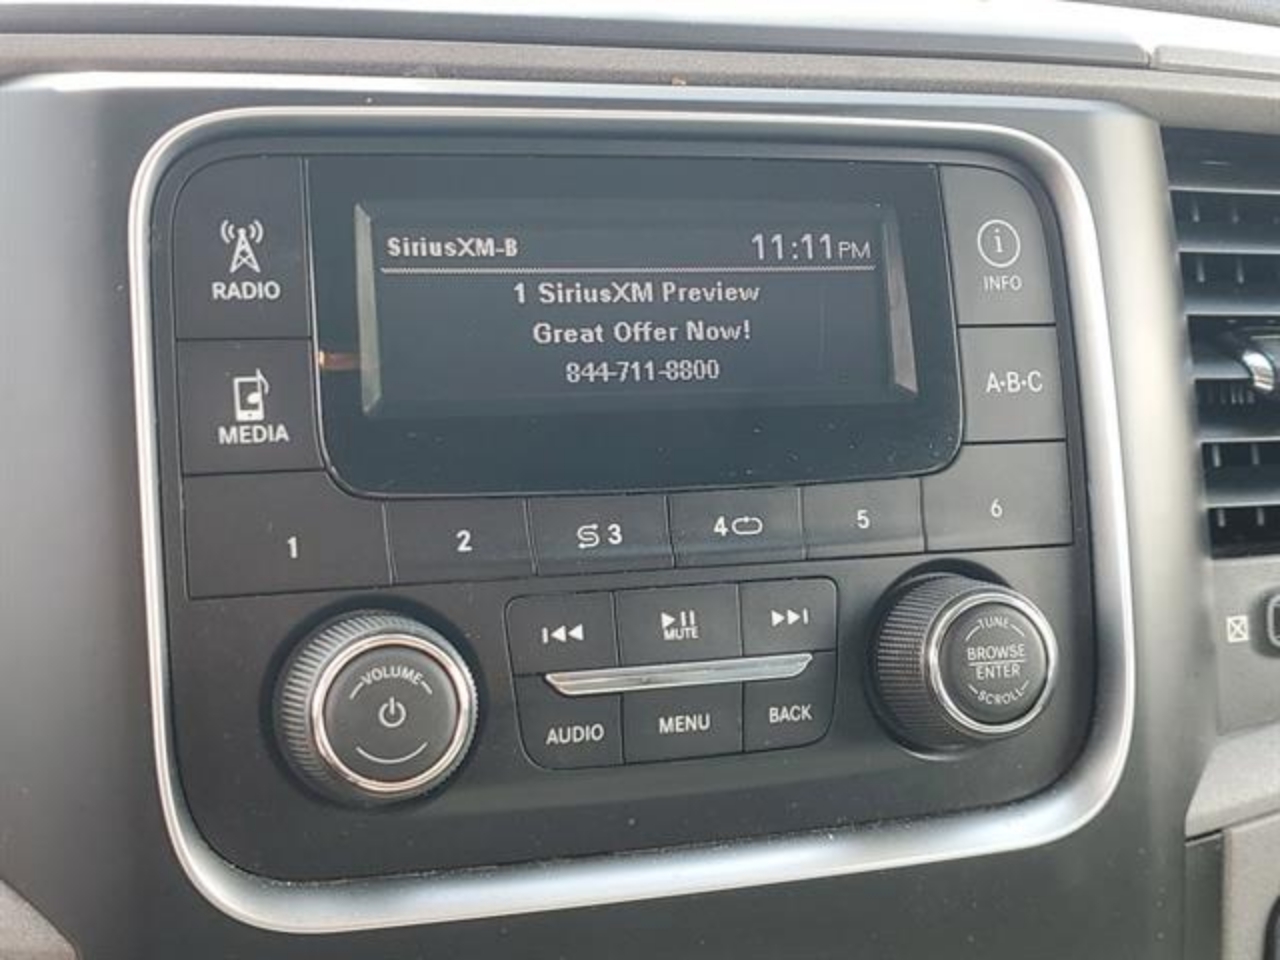 SiriusXM-B 11:11PM
1 SiriusXM Preview
Great Offer Now!
844-711-8800
RADIO
MEDIA
i
INFO
A·B·C
1 2 3 4 5 6
VOLUME
MUTE
AUDIO MENU BACK
TUNE
BROWSE
ENTER
SCROLL